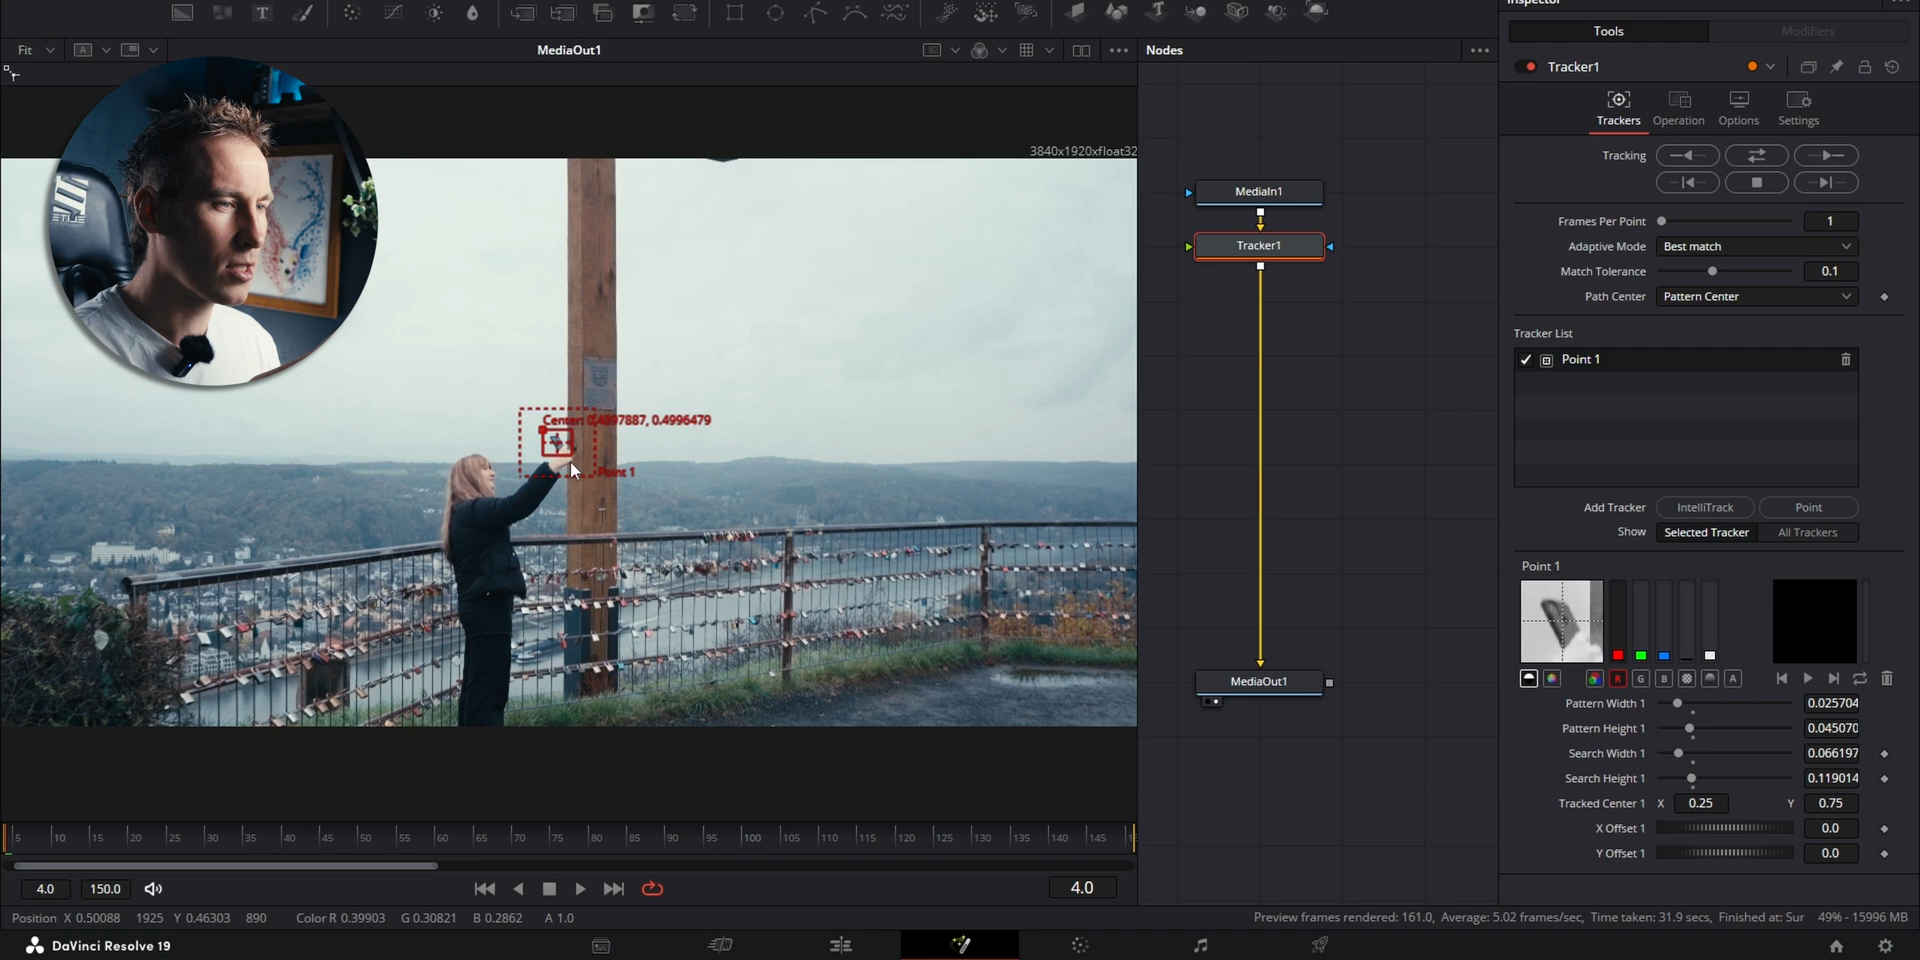 Inspector
Fit
A
MediaOut1
Nodes
Tools
Modifiers
Tracker1
Trackers
Operation
Options
Settings
3840x1920xfloat32
Tracking
MediaIn1
Tracker1
Frames Per Point
1
Adaptive Mode
Best match
Match Tolerance
0.1
Path Center
Pattern Center
Tracker List
Point 1
Center: 0.4897887, 0.4996479
Point 1
Add Tracker
IntelliTrack
Point
Show
Selected Tracker
All Trackers
Point 1
R G B A
MediaOut1
Pattern Width 1
0.025704
Pattern Height 1
0.045070
Search Width 1
0.066197
Search Height 1
0.119014
Tracked Center 1 X 0.25 Y 0.75
X Offset 1
0.0
Y Offset 1
0.0
5 10 15 20 25 30 35 40 45 50 55 60 65 70 75 80 85 90 95 100 105 110 115 120 125 130 135 140 145
4.0
150.0
4.0
Position X 0.50088 1925 Y 0.46303 890 Color R 0.39903 G 0.30821 B 0.2862 A 1.0
Preview frames rendered: 161.0, Average: 5.02 frames/sec, Time taken: 31.9 secs, Finished at: Sur
49% - 15996 MB
DaVinci Resolve 19